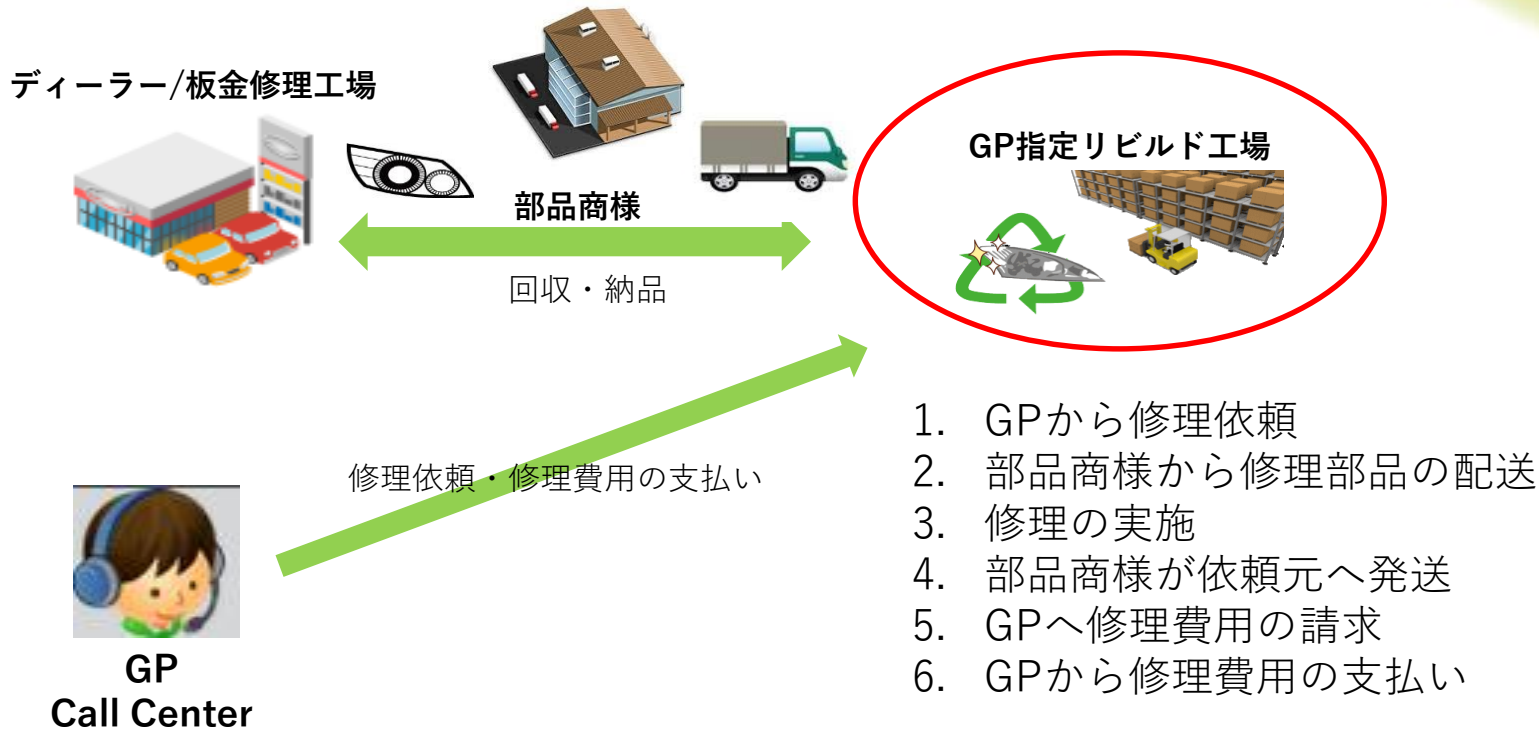 ディーラー/板金修理工場
部品商様
回収・納品
GP指定リビルド工場
修理依頼・修理費用の支払い
GP
Call Center
1. GPから修理依頼
2. 部品商様から修理部品の配送
3. 修理の実施
4. 部品商様が依頼元へ発送
5. GPへ修理費用の請求
6. GPから修理費用の支払い